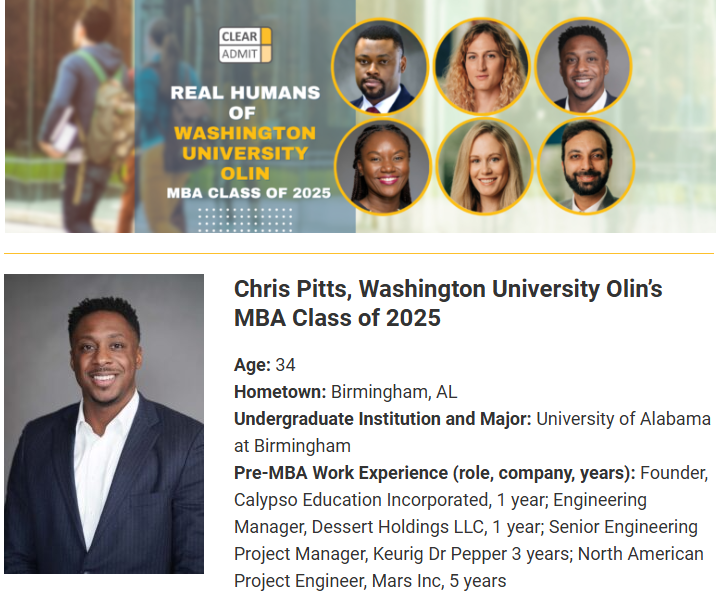 CLEAR
ADMIT
REAL HUMANS
OF
WASHINGTON
UNIVERSITY
OLIN
MBA CLASS OF 2025
Chris Pitts, Washington University Olin’s
MBA Class of 2025
Age: 34
Hometown: Birmingham, AL
Undergraduate Institution and Major: University of Alabama
at Birmingham
Pre-MBA Work Experience (role, company, years): Founder,
Calypso Education Incorporated, 1 year; Engineering
Manager, Dessert Holdings LLC, 1 year; Senior Engineering
Project Manager, Keurig Dr Pepper 3 years; North American
Project Engineer, Mars Inc, 5 years